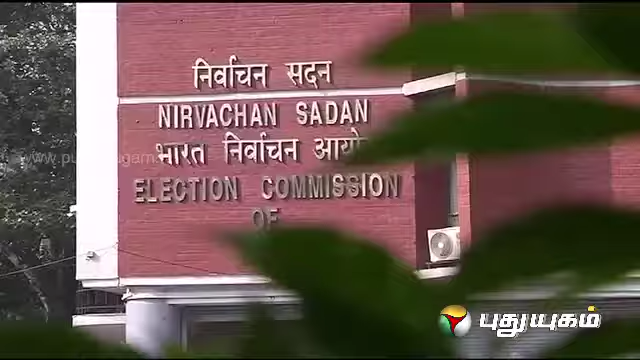 निर्वाचन सदन
NIRVACHAN SADAN
भारत निर्वाचन
ELECTION COMMISSION
OF
புதுயுகம்